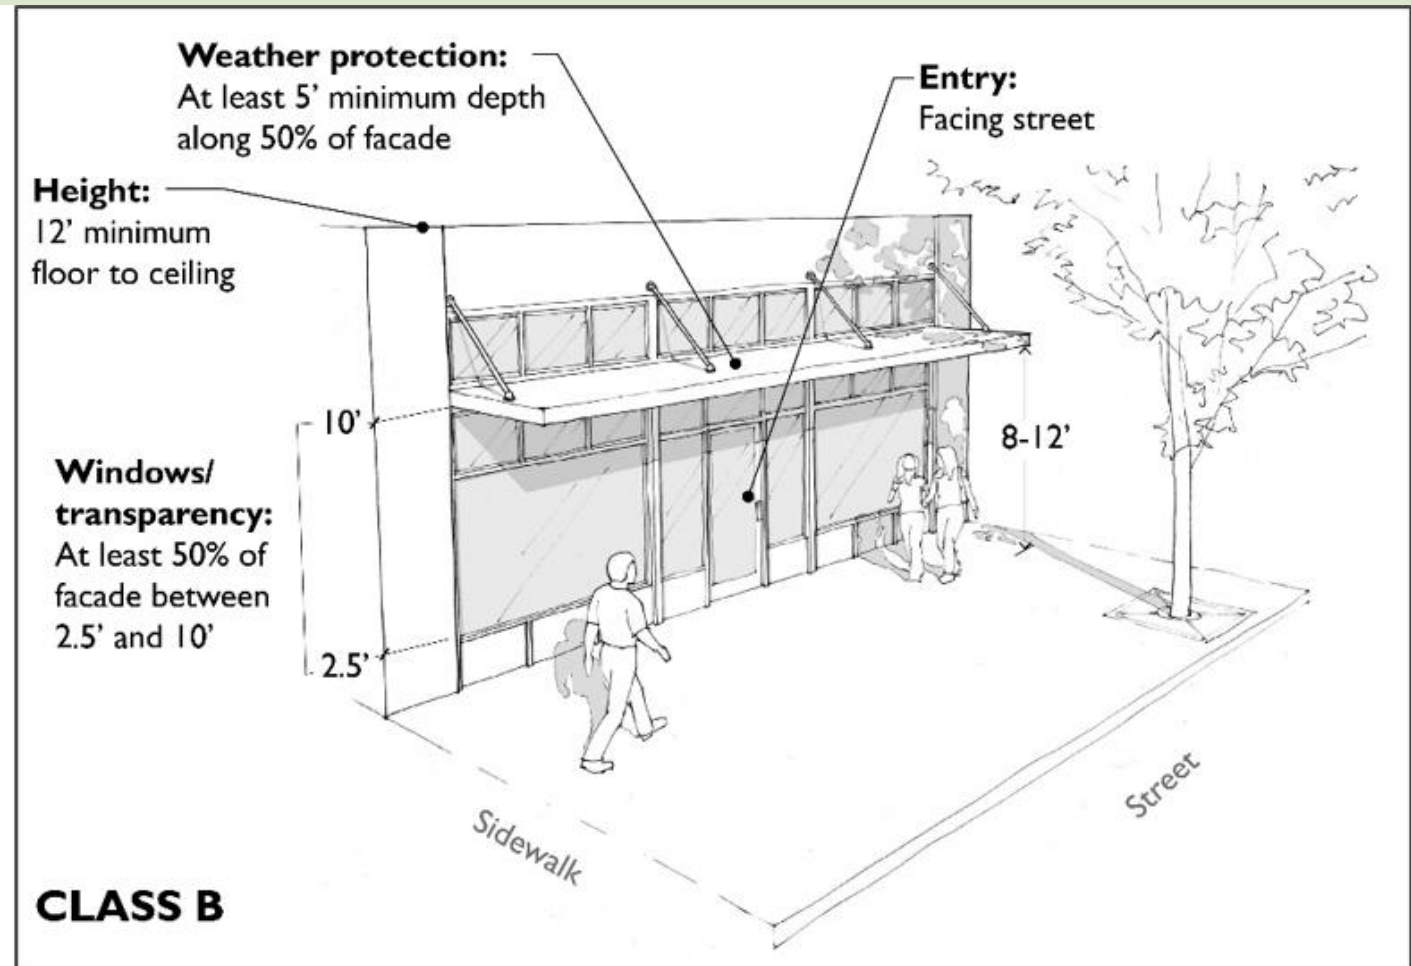 Weather protection:
At least 5’ minimum depth
along 50% of facade
Entry:
Facing street
Height:
12’ minimum
floor to ceiling
10’
8-12’
Windows/
transparency:
At least 50% of
facade between
2.5’ and 10’
2.5’
Sidewalk
Street
CLASS B